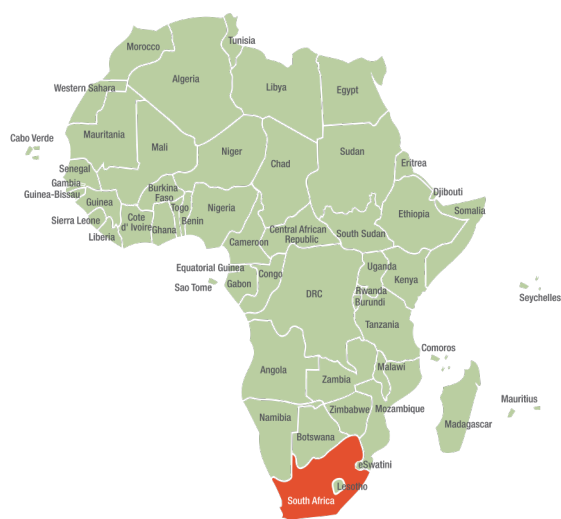 Tunisia
Morocco
Algeria
Libya
Egypt
Western Sahara
Cabo Verde
Mauritania
Mali
Niger
Chad
Sudan
Eritrea
Senegal
Gambia
Guinea-Bissau
Guinea
Burkina
Faso
Togo
Benin
Nigeria
Djibouti
Somalia
Ethiopia
Sierra Leone
Cote
d' Ivoire
Ghana
Liberia
Cameroon
Central African
Republic
South Sudan
Equatorial Guinea
Sao Tome
Gabon
Congo
DRC
Uganda
Kenya
Rwanda
Burundi
Seychelles
Tanzania
Comoros
Angola
Zambia
Malawi
Mauritius
Namibia
Zimbabwe
Mozambique
Madagascar
Botswana
eSwatini
Lesotho
South Africa